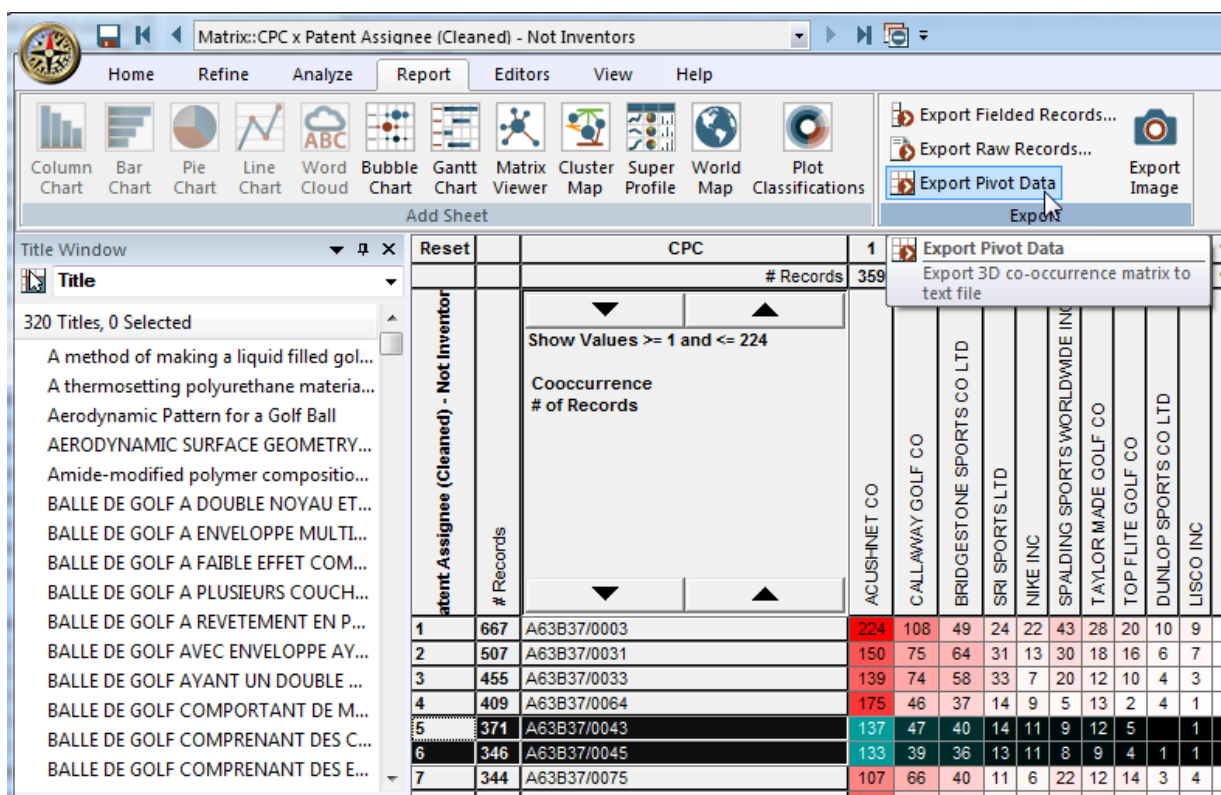 Matrix::CPC x Patent Assignee (Cleaned) - Not Inventors
Home Refine Analyze Report Editors View Help
Column Chart
Bar Chart
Pie Chart
Line Chart
ABC
Word Cloud
Bubble Chart
Gantt Chart
Matrix Viewer
Cluster Map
Super Profile
World Map
Plot Classifications
Add Sheet
Export Fielded Records...
Export Raw Records...
Export Pivot Data
Export Image
Export
Export Pivot Data
Export 3D co-occurrence matrix to
text file
Title Window
Title
320 Titles, 0 Selected
A method of making a liquid filled gol...
A thermosetting polyurethane materia...
Aerodynamic Pattern for a Golf Ball
AERODYNAMIC SURFACE GEOMETRY...
Amide-modified polymer compositio...
BALLE DE GOLF A DOUBLE NOYAU ET...
BALLE DE GOLF A ENVELOPPE MULTI...
BALLE DE GOLF A FAIBLE EFFET COM...
BALLE DE GOLF A PLUSIEURS COUCH...
BALLE DE GOLF A REVETEMENT EN P...
BALLE DE GOLF AVEC ENVELOPPE AY...
BALLE DE GOLF AYANT UN DOUBLE ...
BALLE DE GOLF COMPORTANT DE M...
BALLE DE GOLF COMPRENANT DES C...
BALLE DE GOLF COMPRENANT DES E...
Reset CPC 1
# Records 359
atent Assignee (Cleaned) - Not Inventor
# Records
Show Values >= 1 and <= 224
Cooccurrence
# of Records
ACUSHNET CO
CALLAWAY GOLF CO
BRIDGESTONE SPORTS CO LTD
SRI SPORTS LTD
NIKE INC
SPALDING SPORTS WORLDWIDE INC
TAYLOR MADE GOLF CO
TOP FLITE GOLF CO
DUNLOP SPORTS CO LTD
LISCO INC
1 667 A63B37/0003 224 108 49 24 22 43 28 20 10 9
2 507 A63B37/0031 150 75 64 31 13 30 18 16 6 7
3 455 A63B37/0033 139 74 58 33 7 20 12 10 4 3
4 409 A63B37/0064 175 46 37 14 9 5 13 2 4 1
5 371 A63B37/0043 137 47 40 14 11 9 12 5 1
6 346 A63B37/0045 133 39 36 13 11 8 9 4 1 1
7 344 A63B37/0075 107 66 40 11 6 22 12 14 3 4